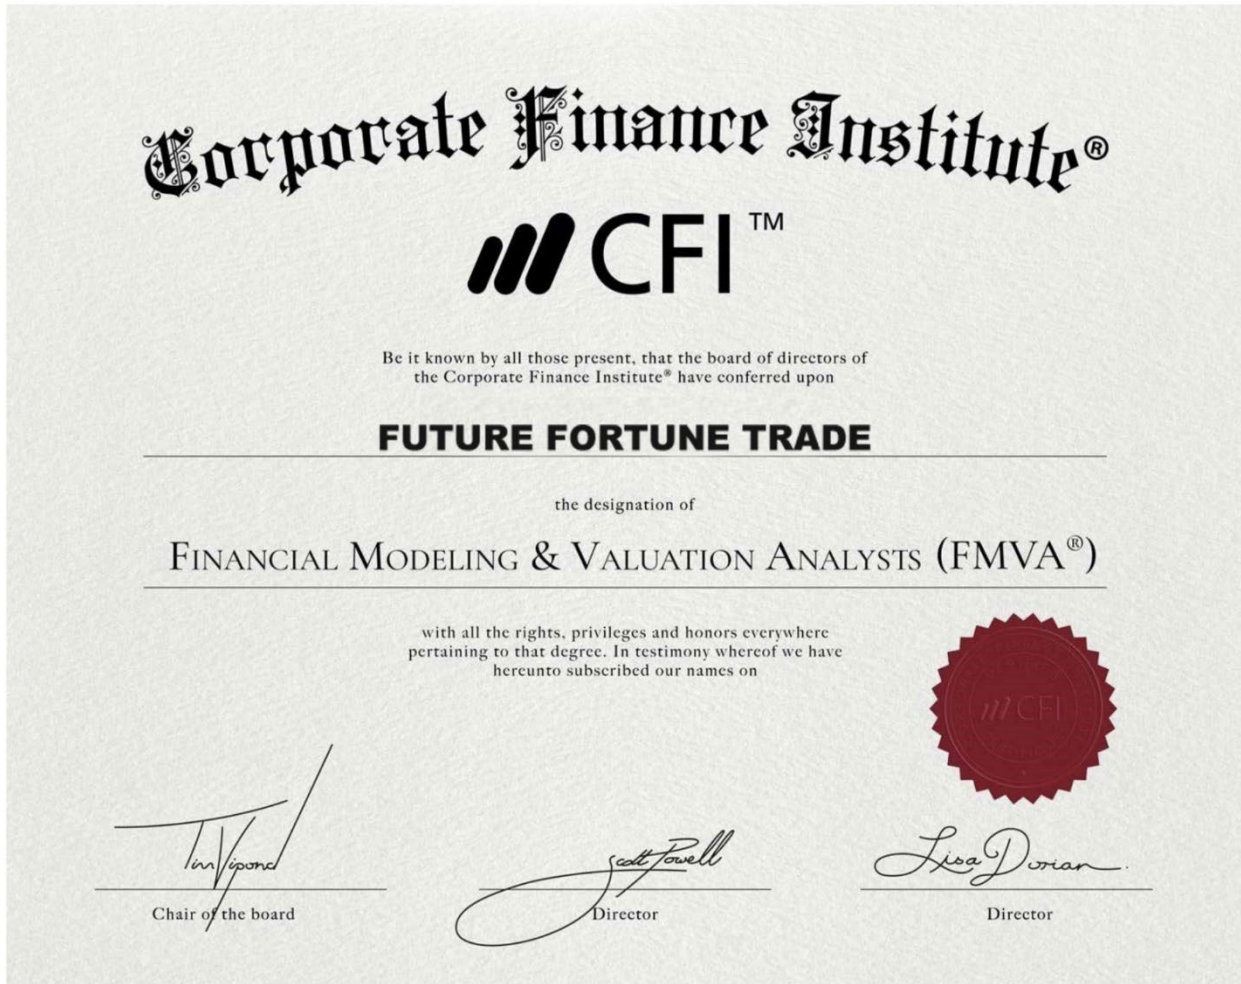 Corporate Finance Institute®
CFI™
Be it known by all those present, that the board of directors of
the Corporate Finance Institute® have conferred upon
FUTURE FORTUNE TRADE
the designation of
FINANCIAL MODELING & VALUATION ANALYSTS (FMVA®)
with all the rights, privileges and honors everywhere
pertaining to that degree. In testimony whereof we have
hereunto subscribed our names on
CFI
Tim Vipond
Scott Powell
Lisa Dorian
Chair of the board
Director
Director